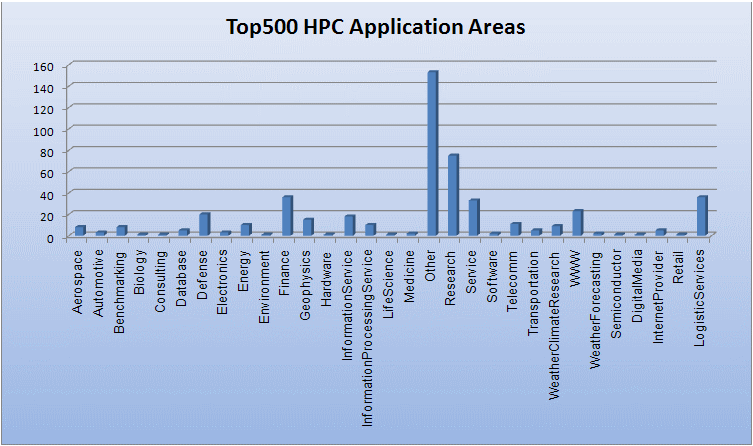 Top500 HPC Application Areas
160
140
120
100
80
60
40
20
0
Aerospace
Automotive
Benchmarking
Biology
Consulting
Database
Defense
Electronics
Energy
Environment
Finance
Geophysics
Hardware
InformationService
InformationProcessingService
LifeScience
Medicine
Other
Research
Service
Software
Telecomm
Transportation
WeatherClimateResearch
WWW
WeatherForecasting
Semiconductor
DigitalMedia
InternetProvider
Retail
LogisticServices